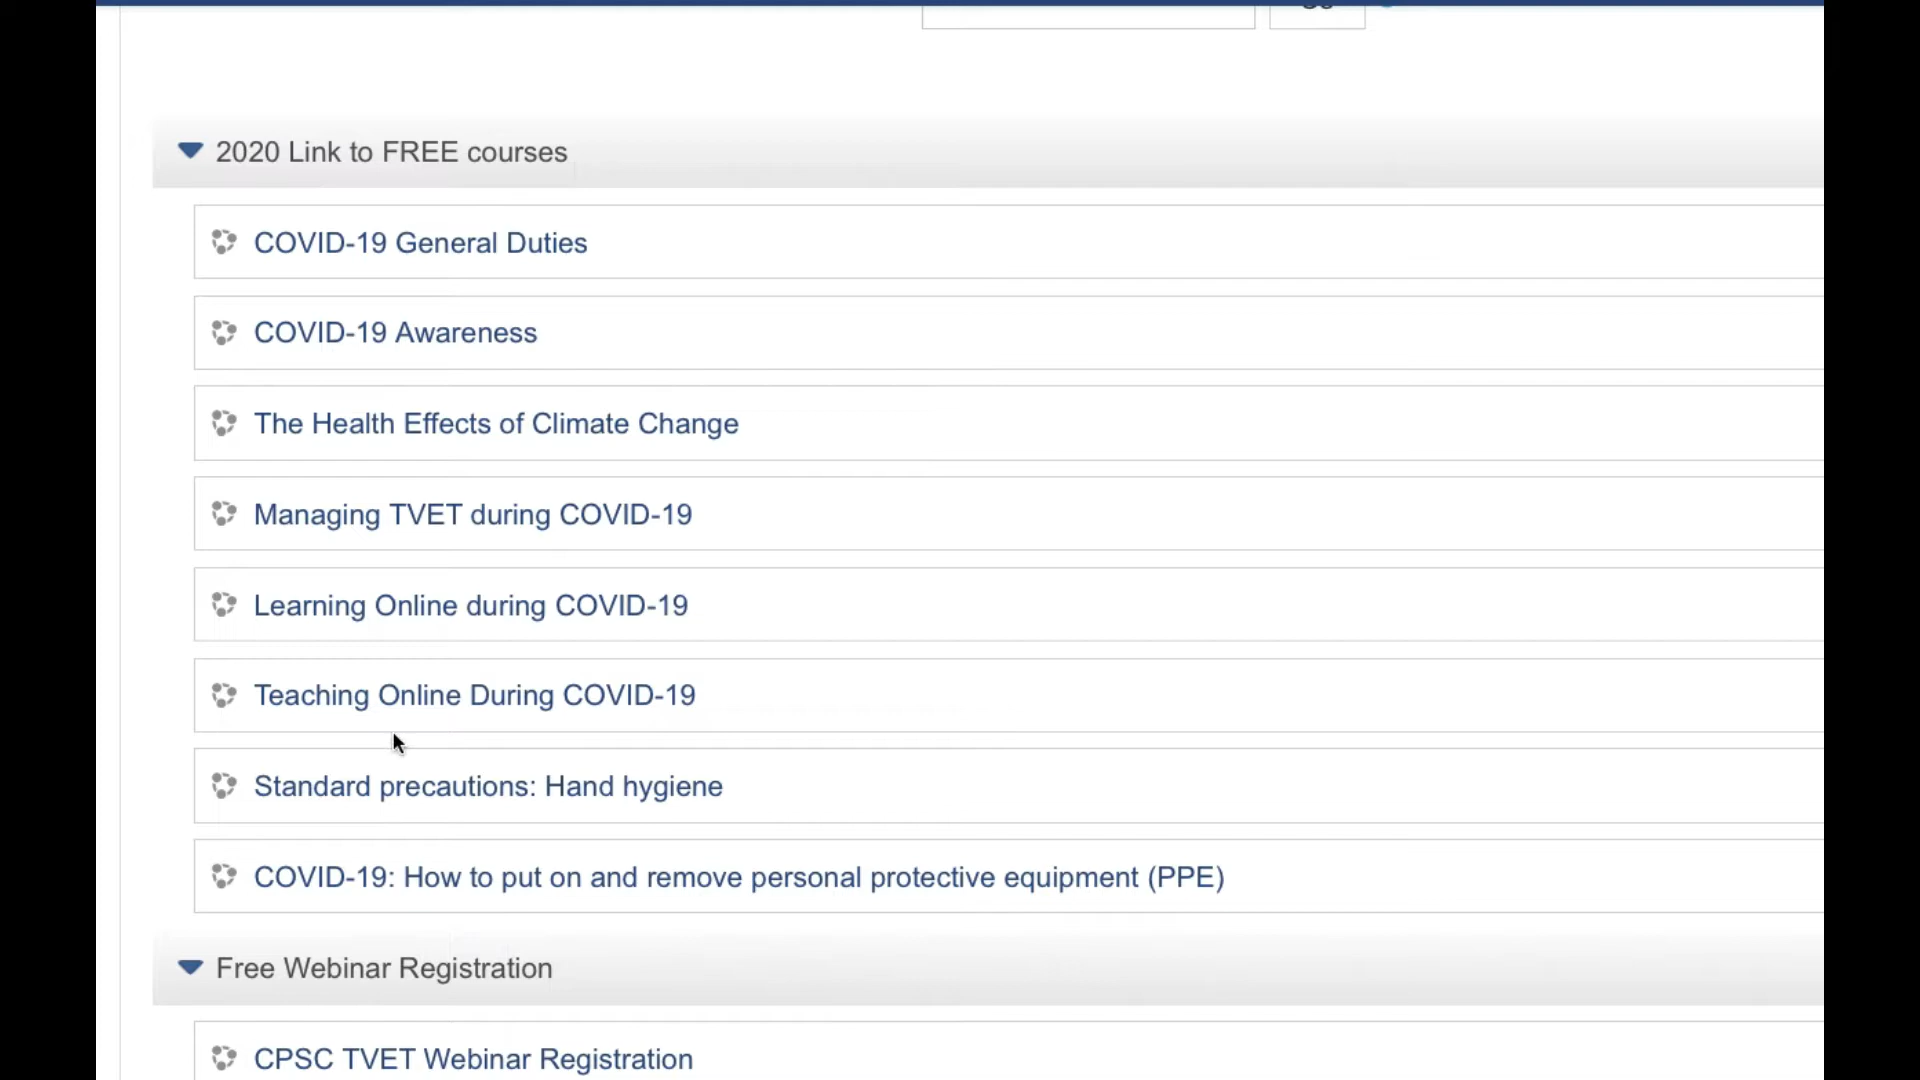 2020 Link to FREE courses
COVID-19 General Duties
COVID-19 Awareness
The Health Effects of Climate Change
Managing TVET during COVID-19
Learning Online during COVID-19
Teaching Online During COVID-19
Standard precautions: Hand hygiene
COVID-19: How to put on and remove personal protective equipment (PPE)
Free Webinar Registration
CPSC TVET Webinar Registration